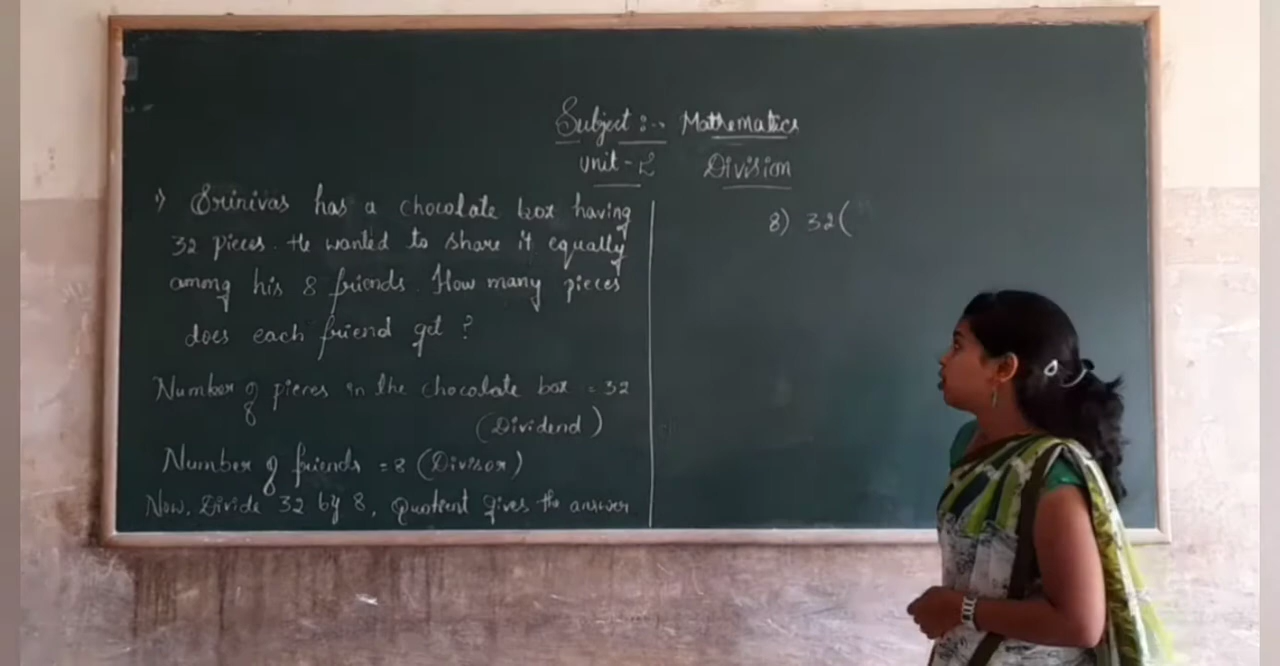 Subject :- Mathematics
Unit - 2 Division
1) Srinivas has a chocolate box having
32 pieces. He wanted to share it equally
among his 8 friends. How many pieces
does each friend get ?
Number of pieces in the chocolate box = 32
(Dividend)
Number of friends = 8 (Divisor)
Now, Divide 32 by 8, Quotient gives the answer
8) 32(